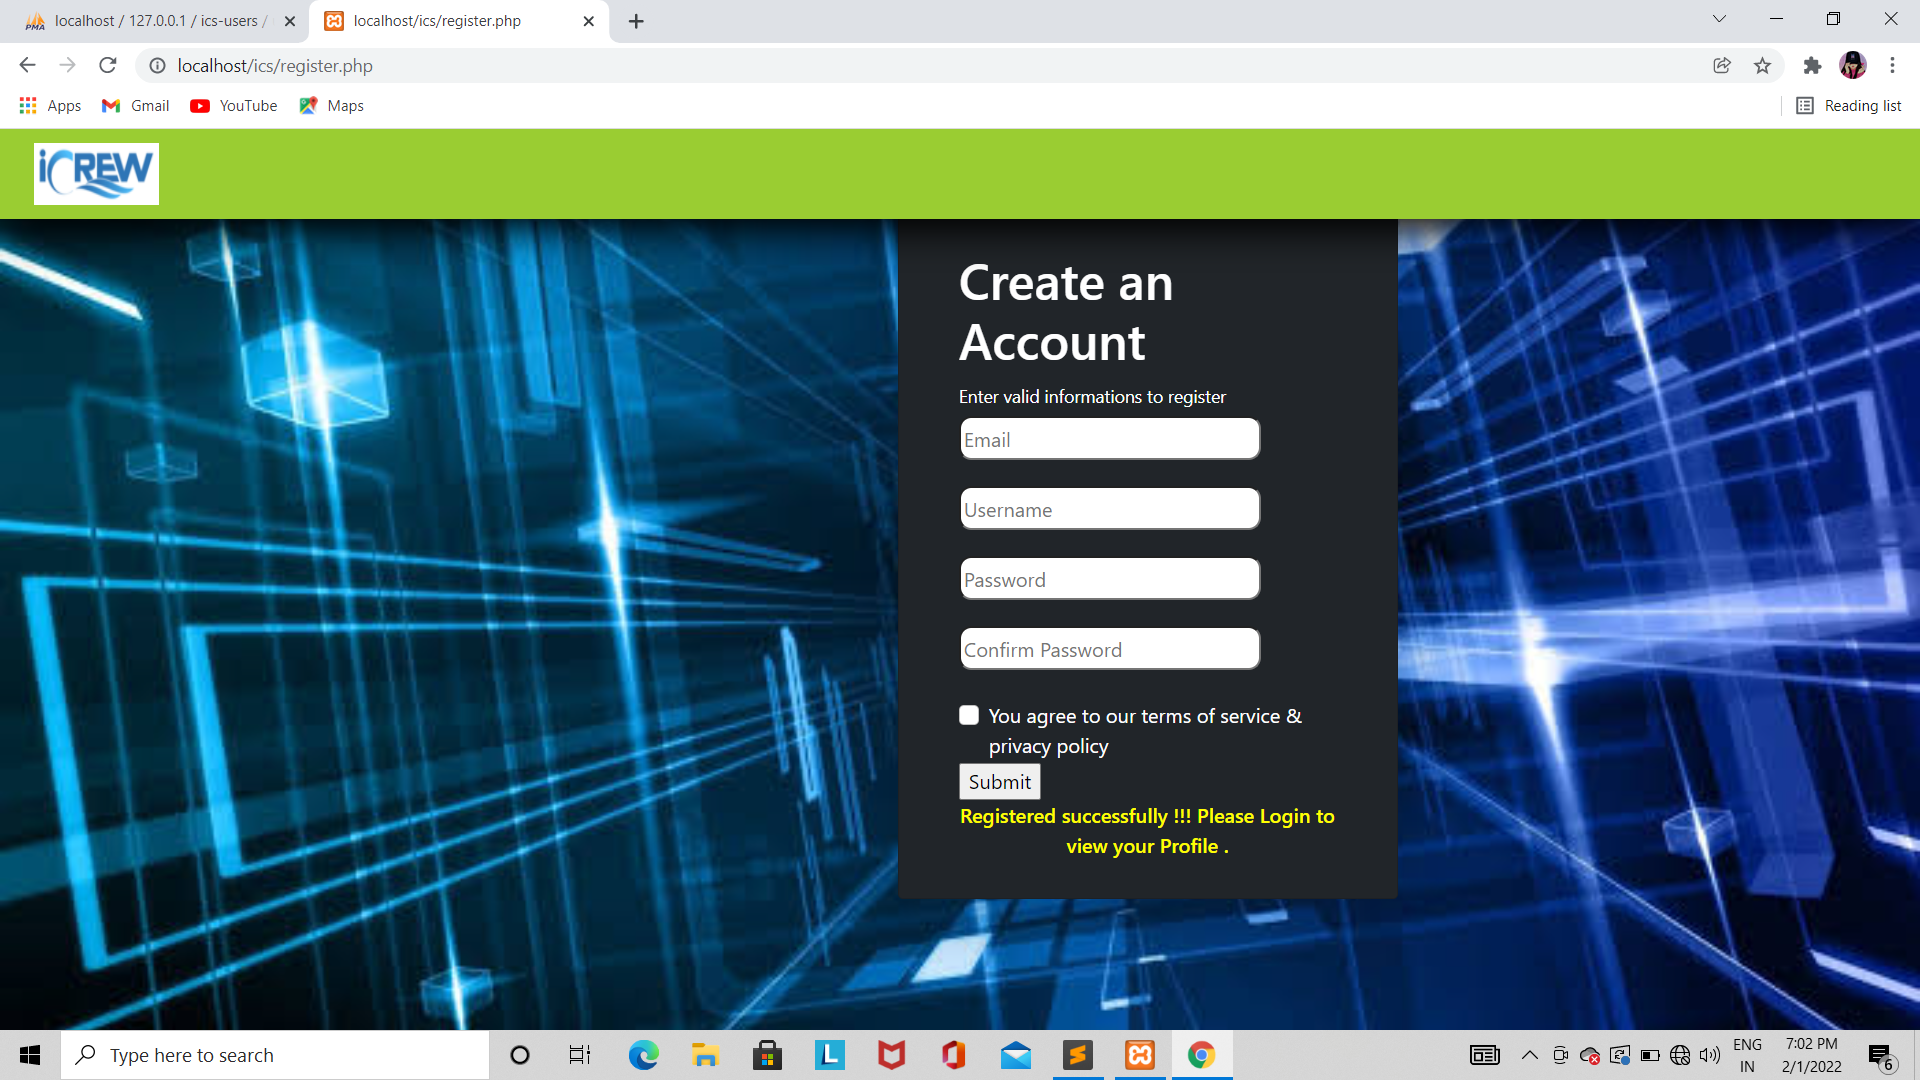 localhost / 127.0.0.1 / ics-users /
localhost/ics/register.php
localhost/ics/register.php
Apps
Gmail
YouTube
Maps
Reading list
iCREW
Create an
Account
Enter valid informations to register
Email
Username
Password
Confirm Password
You agree to our terms of service &
privacy policy
Submit
Registered successfully !!! Please Login to
view your Profile .
Type here to search
ENG
IN
7:02 PM
2/1/2022
6